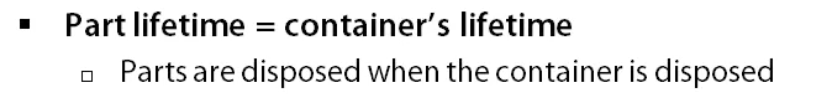 ▪ Part lifetime = container's lifetime
▫ Parts are disposed when the container is disposed